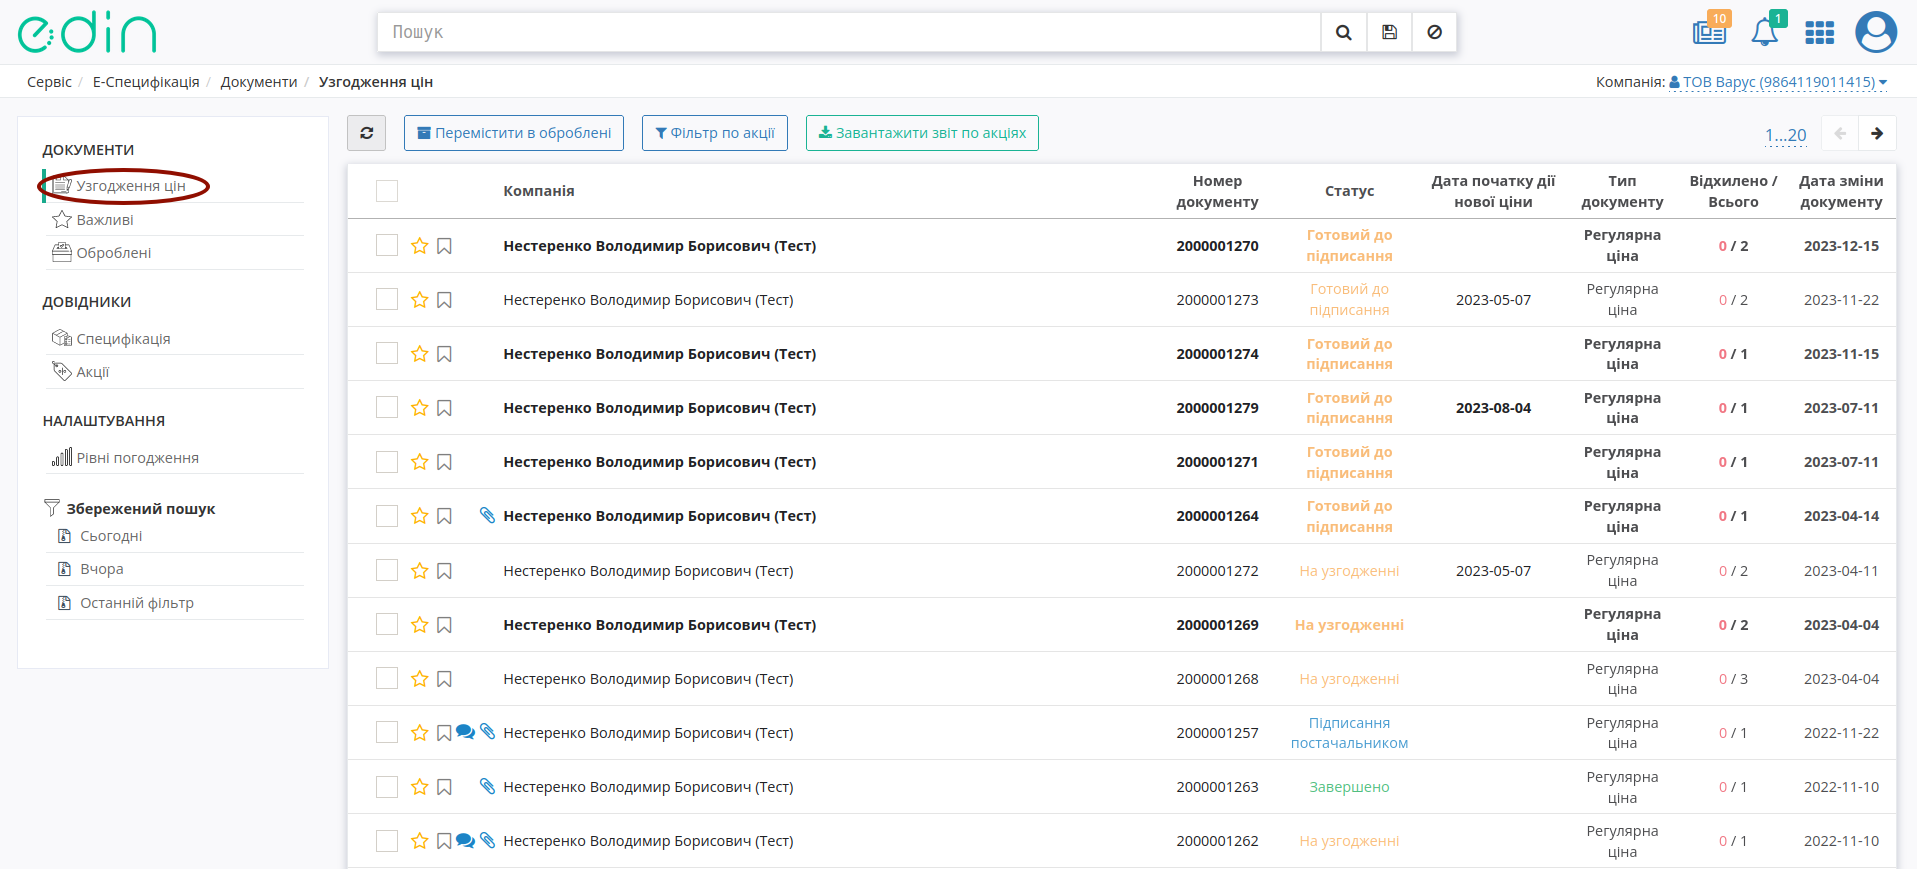 edin
Пошук
10
1
Сервіс / Е-Специфікація / Документи / Узгодження цін
Компанія: ТОВ Варус (9864119011415)
ДОКУМЕНТИ
Узгодження цін
Важливі
Оброблені
ДОВІДНИКИ
Специфікація
Акції
НАЛАШТУВАННЯ
Рівні погодження
Збережений пошук
Сьогодні
Вчора
Останній фільтр
Перемістити в оброблені
Фільтр по акції
Завантажити звіт по акціях
1...20
Компанія
Номер
документу
Статус
Дата початку дії
нової ціни
Тип
документу
Відхилено /
Всього
Дата зміни
документу
Нестеренко Володимир Борисович (Тест)
2000001270
Готовий до
підписання
Регулярна
ціна
0 / 2
2023-12-15
Нестеренко Володимир Борисович (Тест)
2000001273
Готовий до
підписання
2023-05-07
Регулярна
ціна
0 / 2
2023-11-22
Нестеренко Володимир Борисович (Тест)
2000001274
Готовий до
підписання
Регулярна
ціна
0 / 1
2023-11-15
Нестеренко Володимир Борисович (Тест)
2000001279
Готовий до
підписання
2023-08-04
Регулярна
ціна
0 / 1
2023-07-11
Нестеренко Володимир Борисович (Тест)
2000001271
Готовий до
підписання
Регулярна
ціна
0 / 1
2023-07-11
Нестеренко Володимир Борисович (Тест)
2000001264
Готовий до
підписання
Регулярна
ціна
0 / 1
2023-04-14
Нестеренко Володимир Борисович (Тест)
2000001272
На узгодженні
2023-05-07
Регулярна
ціна
0 / 2
2023-04-11
Нестеренко Володимир Борисович (Тест)
2000001269
На узгодженні
Регулярна
ціна
0 / 2
2023-04-04
Нестеренко Володимир Борисович (Тест)
2000001268
На узгодженні
Регулярна
ціна
0 / 3
2023-04-04
Нестеренко Володимир Борисович (Тест)
2000001257
Підписання
постачальником
Регулярна
ціна
0 / 1
2022-11-22
Нестеренко Володимир Борисович (Тест)
2000001263
Завершено
Регулярна
ціна
0 / 1
2022-11-10
Нестеренко Володимир Борисович (Тест)
2000001262
На узгодженні
Регулярна
ціна
0 / 1
2022-11-10